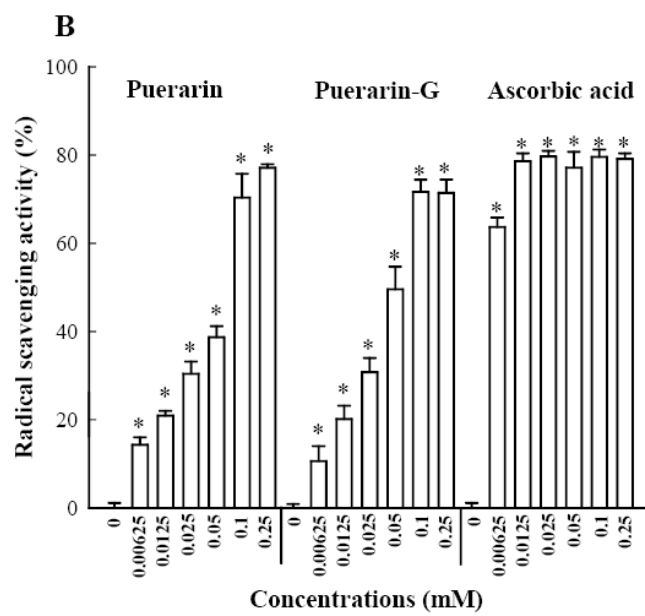 B
Radical scavenging activity (%)
100
80
60
40
20
0
Puerarin
Puerarin-G
Ascorbic acid
* * * * * *
* * * * * *
* * * * * *
0 0.00625 0.0125 0.025 0.05 0.1 0.25
0 0.00625 0.0125 0.025 0.05 0.1 0.25
0 0.00625 0.0125 0.025 0.05 0.1 0.25
Concentrations (mM)